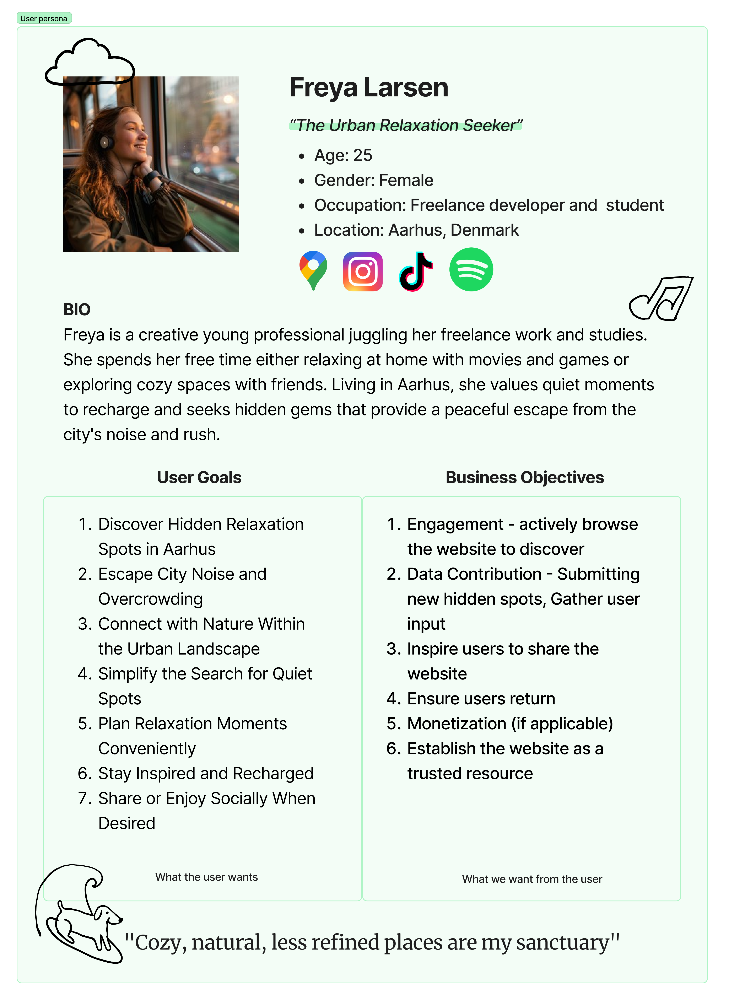 User persona
Freya Larsen
“The Urban Relaxation Seeker”
• Age: 25
• Gender: Female
• Occupation: Freelance developer and  student
• Location: Aarhus, Denmark
BIO
Freya is a creative young professional juggling her freelance work and studies.
She spends her free time either relaxing at home with movies and games or
exploring cozy spaces with friends. Living in Aarhus, she values quiet moments
to recharge and seeks hidden gems that provide a peaceful escape from the
city's noise and rush.
User Goals
1. Discover Hidden Relaxation
Spots in Aarhus
2. Escape City Noise and
Overcrowding
3. Connect with Nature Within
the Urban Landscape
4. Simplify the Search for Quiet
Spots
5. Plan Relaxation Moments
Conveniently
6. Stay Inspired and Recharged
7. Share or Enjoy Socially When
Desired
What the user wants
Business Objectives
1. Engagement - actively browse
the website to discover
2. Data Contribution - Submitting
new hidden spots, Gather user
input
3. Inspire users to share the
website
4. Ensure users return
5. Monetization (if applicable)
6. Establish the website as a
trusted resource
What we want from the user
"Cozy, natural, less refined places are my sanctuary"